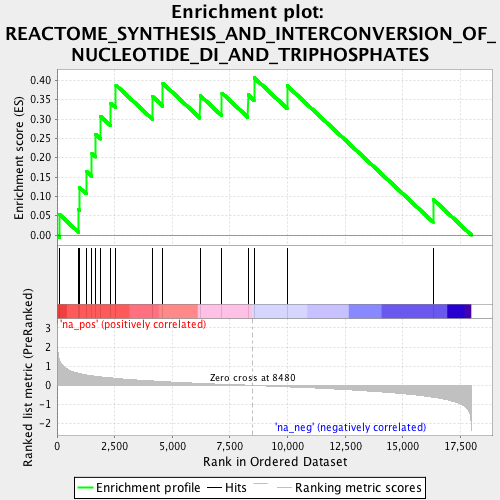 Enrichment plot:
REACTOME_SYNTHESIS_AND_INTERCONVERSION_OF_
NUCLEOTIDE_DI_AND_TRIPHOSPHATES
Enrichment score (ES)
0.40
0.35
0.30
0.25
0.20
0.15
0.10
0.05
0.00
'na_pos' (positively correlated)
Ranked list metric (PreRanked)
3
2
1
0
-1
-2
Zero cross at 8480
'na_neg' (negatively correlated)
0 2,500 5,000 7,500 10,000 12,500 15,000 17,500
Rank in Ordered Dataset
Enrichment profile Hits Ranking metric scores